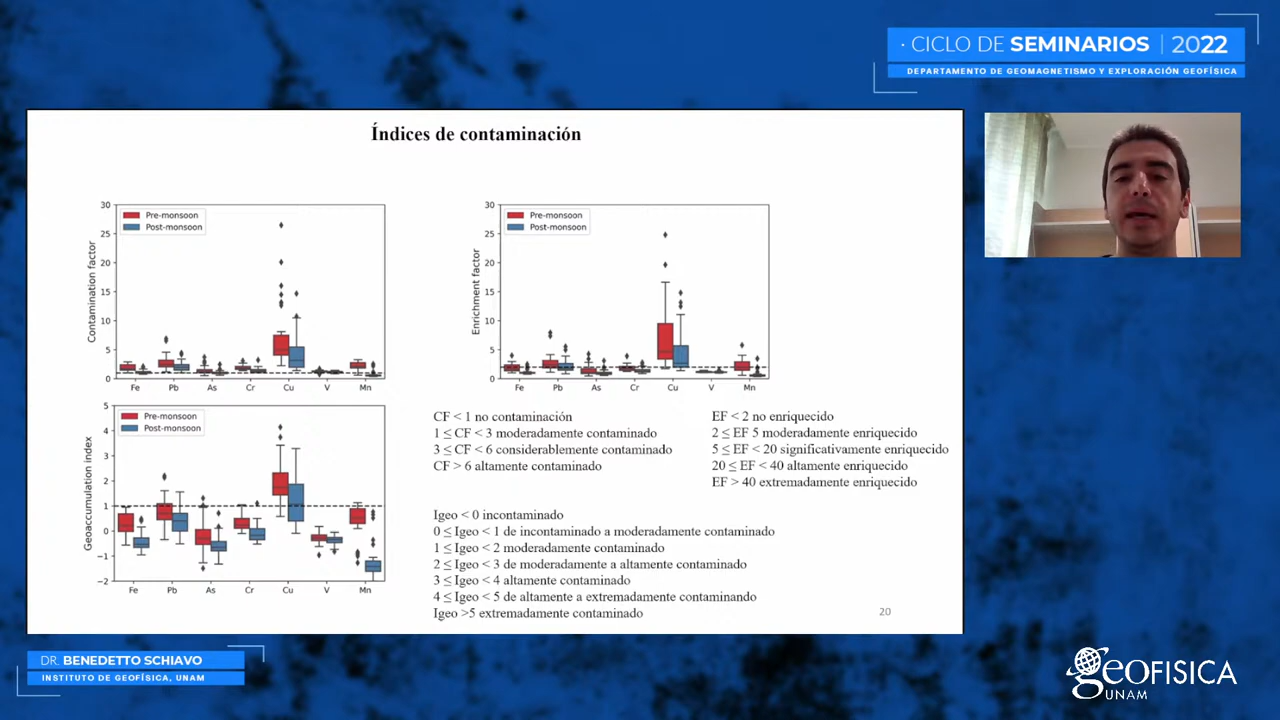 · CICLO DE SEMINARIOS | 2022
DEPARTAMENTO DE GEOMAGNETISMO Y EXPLORACIÓN GEOFÍSICA
Índices de contaminación
30
25
20
15
10
5
0
Contamination factor
Pre-monsoon
Post-monsoon
Fe Pb As Cr Cu V Mn
30
25
20
15
10
5
0
Enrichment factor
Pre-monsoon
Post-monsoon
Fe Pb As Cr Cu V Mn
5
4
3
2
1
0
−1
−2
Geoaccumulation index
Pre-monsoon
Post-monsoon
Fe Pb As Cr Cu V Mn
CF < 1 no contaminación
1 ≤ CF < 3 moderadamente contaminado
3 ≤ CF < 6 considerablemente contaminado
CF > 6 altamente contaminado
EF < 2 no enriquecido
2 ≤ EF 5 moderadamente enriquecido
5 ≤ EF < 20 significativamente enriquecido
20 ≤ EF < 40 altamente enriquecido
EF > 40 extremadamente enriquecido
Igeo < 0 incontaminado
0 ≤ Igeo < 1 de incontaminado a moderadamente contaminado
1 ≤ Igeo < 2 moderadamente contaminado
2 ≤ Igeo < 3 de moderadamente a altamente contaminado
3 ≤ Igeo < 4 altamente contaminado
4 ≤ Igeo < 5 de altamente a extremadamente contaminando
Igeo >5 extremadamente contaminado
20
DR. BENEDETTO SCHIAVO
INSTITUTO DE GEOFÍSICA, UNAM
GEOFISICA
UNAM